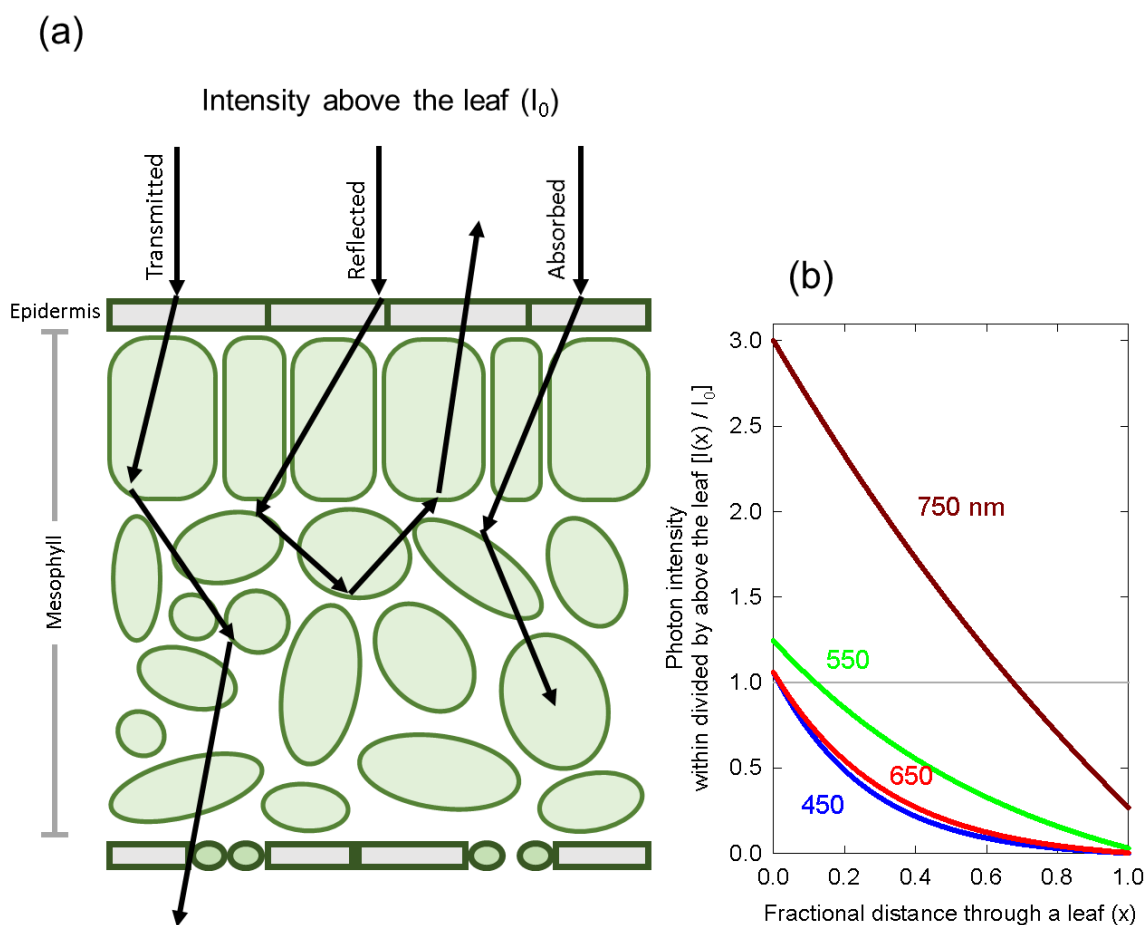 (a)
Intensity above the leaf (I₀)
Transmitted
Reflected
Absorbed
Epidermis
Mesophyll
(b)
Photon intensity
within divided by above the leaf [I(x) / I₀]
3.0
2.5
2.0
1.5
1.0
0.5
0.0
750 nm
550
650
450
0.0 0.2 0.4 0.6 0.8 1.0
Fractional distance through a leaf (x)